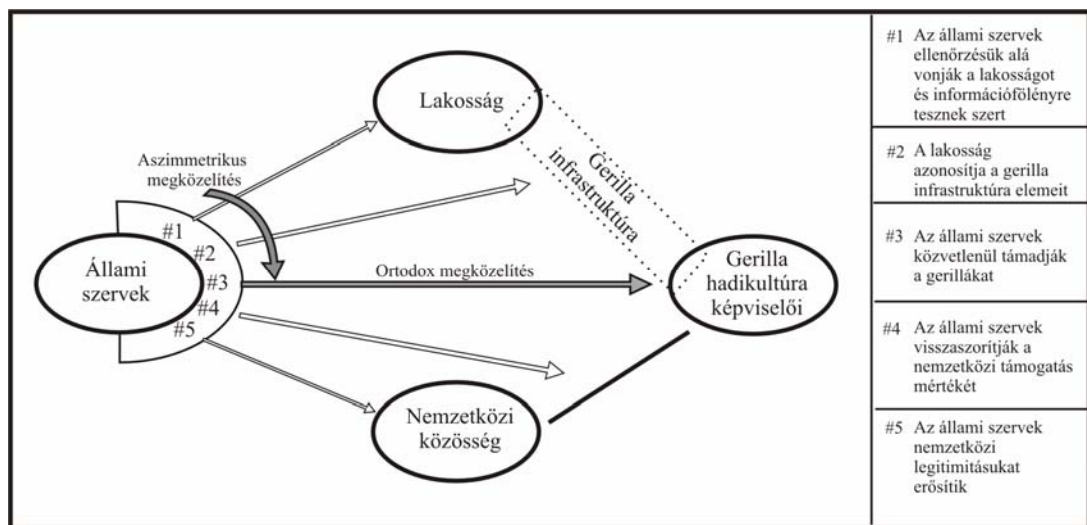 Lakosság
Aszimmetrikus
megközelítés
Gerilla
infrastruktúra
#1
#2
#3
#4
#5
Állami
szervek
Ortodox megközelítés
Gerilla
hadikultúra
képviselői
Nemzetközi
közösség
#1 Az állami szervek
ellenőrzésük alá
vonják a lakosságot
és információfölényre
tesznek szert
#2 A lakosság
azonosítja a gerilla
infrastruktúra elemeit
#3 Az állami szervek
közvetlenül támadják
a gerillákat
#4 Az állami szervek
visszaszorítják a
nemzetközi támogatás
mértékét
#5 Az állami szervek
nemzetközi
legitimitásukat
erősítik